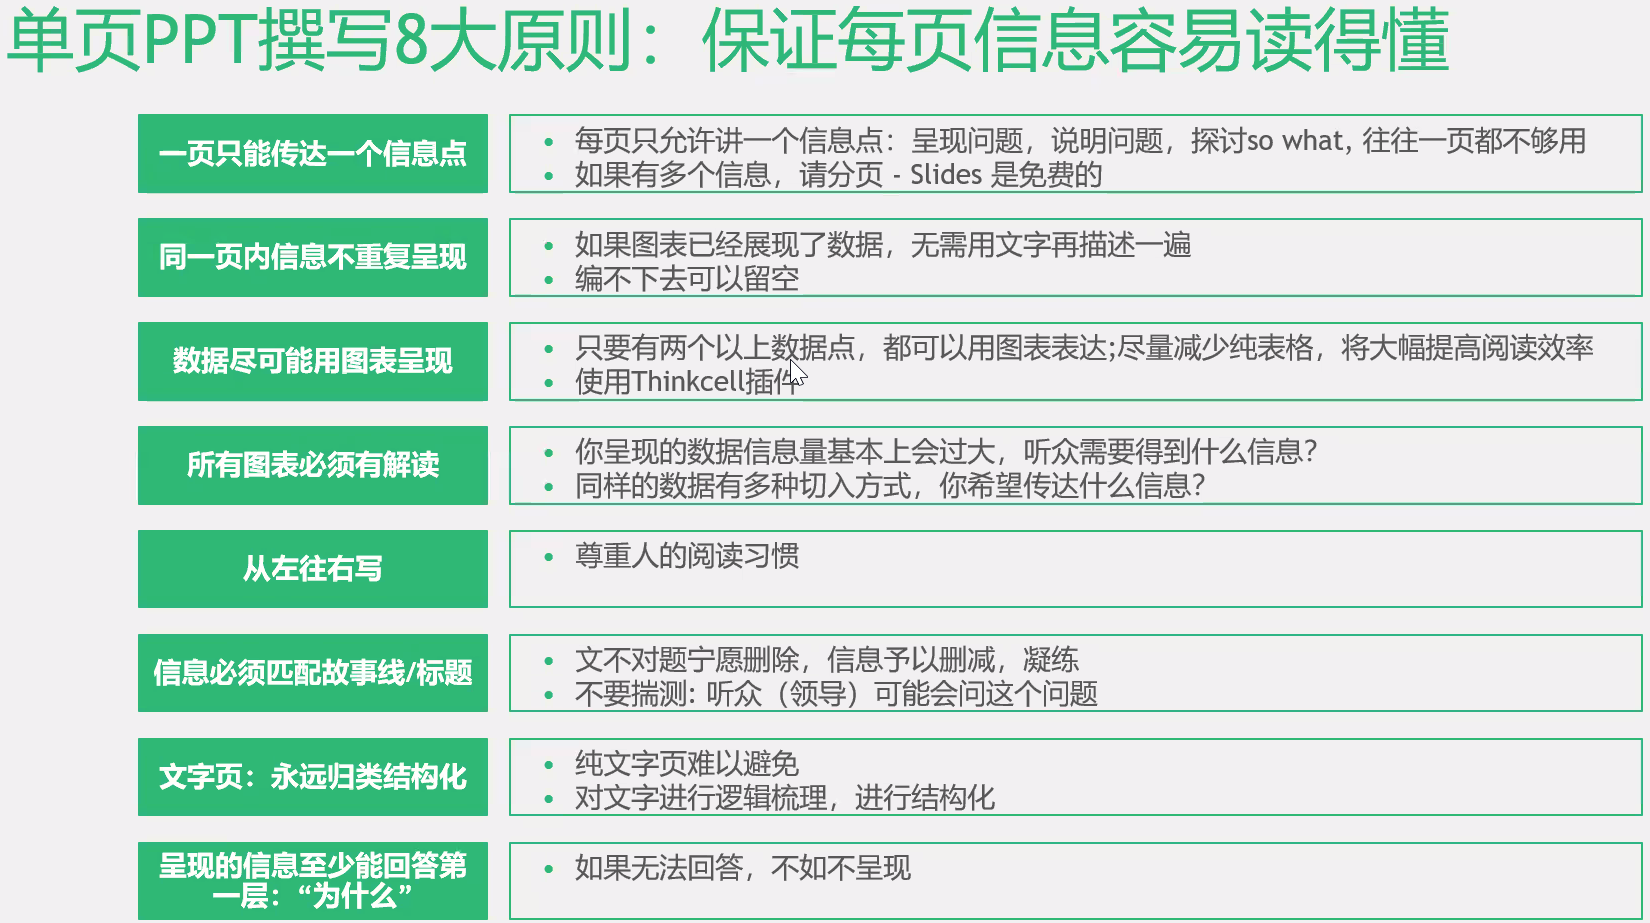 单页PPT撰写8大原则：保证每页信息容易读得懂
一页只能传达一个信息点
• 每页只允许讲一个信息点：呈现问题，说明问题，探讨so what, 往往一页都不够用
• 如果有多个信息，请分页 - Slides 是免费的
同一页内信息不重复呈现
• 如果图表已经展现了数据，无需用文字再描述一遍
• 编不下去可以留空
数据尽可能用图表呈现
• 只要有两个以上数据点，都可以用图表表达;尽量减少纯表格，将大幅提高阅读效率
• 使用Thinkcell插件
所有图表必须有解读
• 你呈现的数据信息量基本上会过大，听众需要得到什么信息？
• 同样的数据有多种切入方式，你希望传达什么信息？
从左往右写
• 尊重人的阅读习惯
信息必须匹配故事线/标题
• 文不对题宁愿删除，信息予以删减，凝练
• 不要揣测: 听众（领导）可能会问这个问题
文字页：永远归类结构化
• 纯文字页难以避免
• 对文字进行逻辑梳理，进行结构化
呈现的信息至少能回答第
一层：“为什么”
• 如果无法回答，不如不呈现